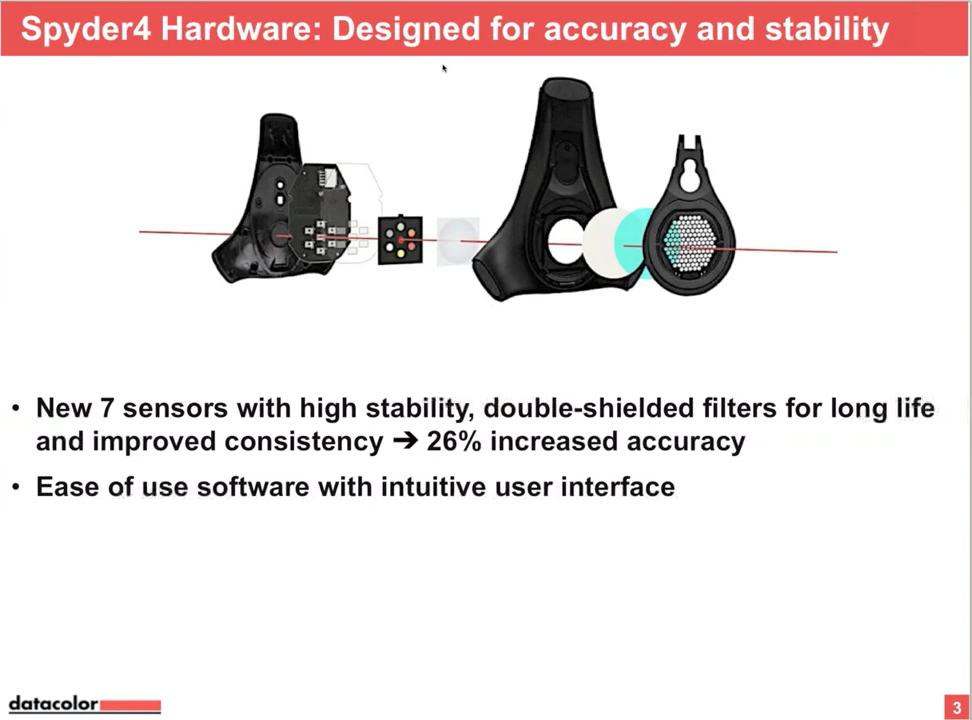 Spyder4 Hardware: Designed for accuracy and stability
• New 7 sensors with high stability, double-shielded filters for long life
and improved consistency ➔ 26% increased accuracy
• Ease of use software with intuitive user interface
datacolor
3